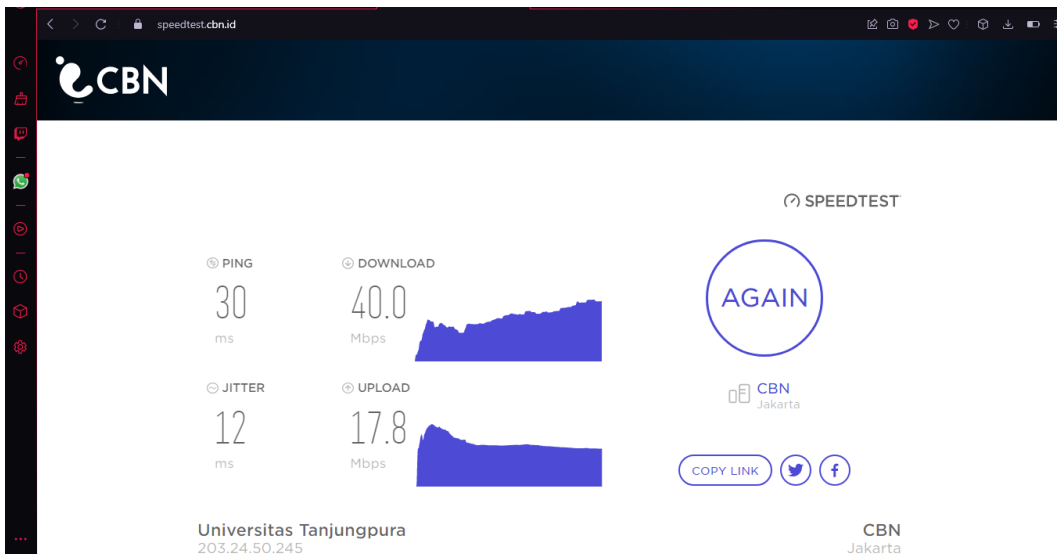 speedtest.cbn.id
CBN
SPEEDTEST
PING
30
ms
DOWNLOAD
40.0
Mbps
AGAIN
JITTER
12
ms
UPLOAD
17.8
Mbps
CBN
Jakarta
COPY LINK
Universitas Tanjungpura
203.24.50.245
CBN
Jakarta